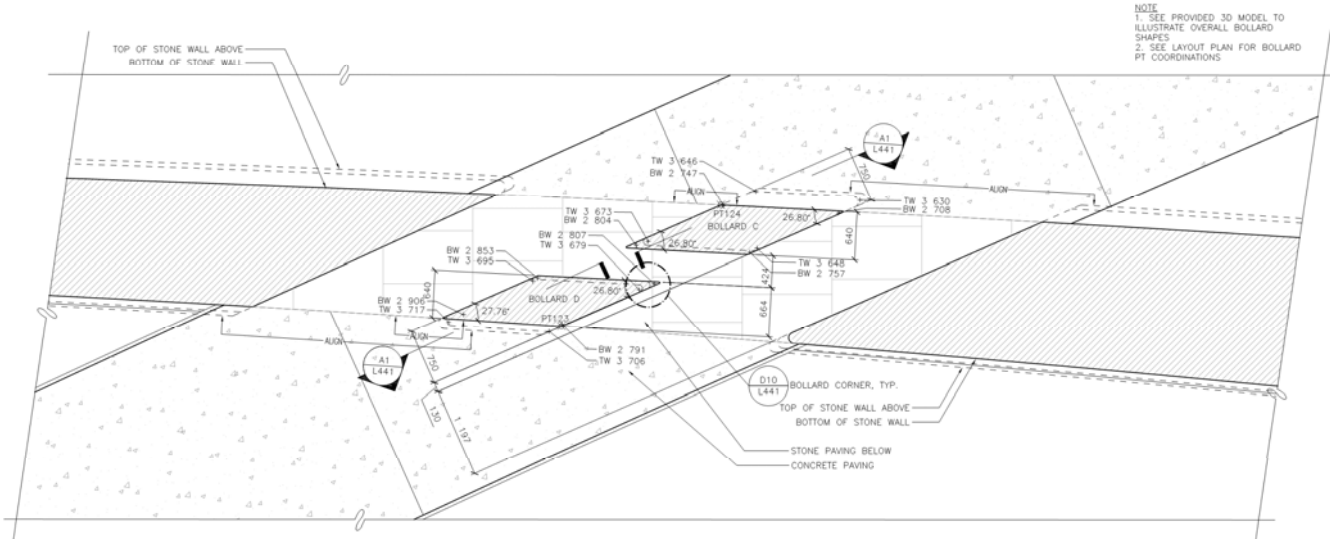 NOTE
1. SEE PROVIDED 3D MODEL TO
ILLUSTRATE OVERALL BOLLARD
SHAPES
2. SEE LAYOUT PLAN FOR BOLLARD
PT COORDINATIONS
TOP OF STONE WALL ABOVE
BOTTOM OF STONE WALL
A1
L441
750
TW 3 646
BW 2 747
ALIGN
ALIGN
TW 3 630
BW 2 708
PT124
26.80°
BOLLARD C
TW 3 673
BW 2 804
26.80°
640
BW 2 807
TW 3 679
TW 3 648
BW 2 757
424
BW 2 853
TW 3 695
640
26.80°
BOLLARD D
664
BW 2 906
TW 3 717
27.76°
PT123
ALIGN
ALIGN
BW 2 791
TW 3 706
A1
L441
750
130
1 197
D10
L441
BOLLARD CORNER, TYP.
TOP OF STONE WALL ABOVE
BOTTOM OF STONE WALL
STONE PAVING BELOW
CONCRETE PAVING